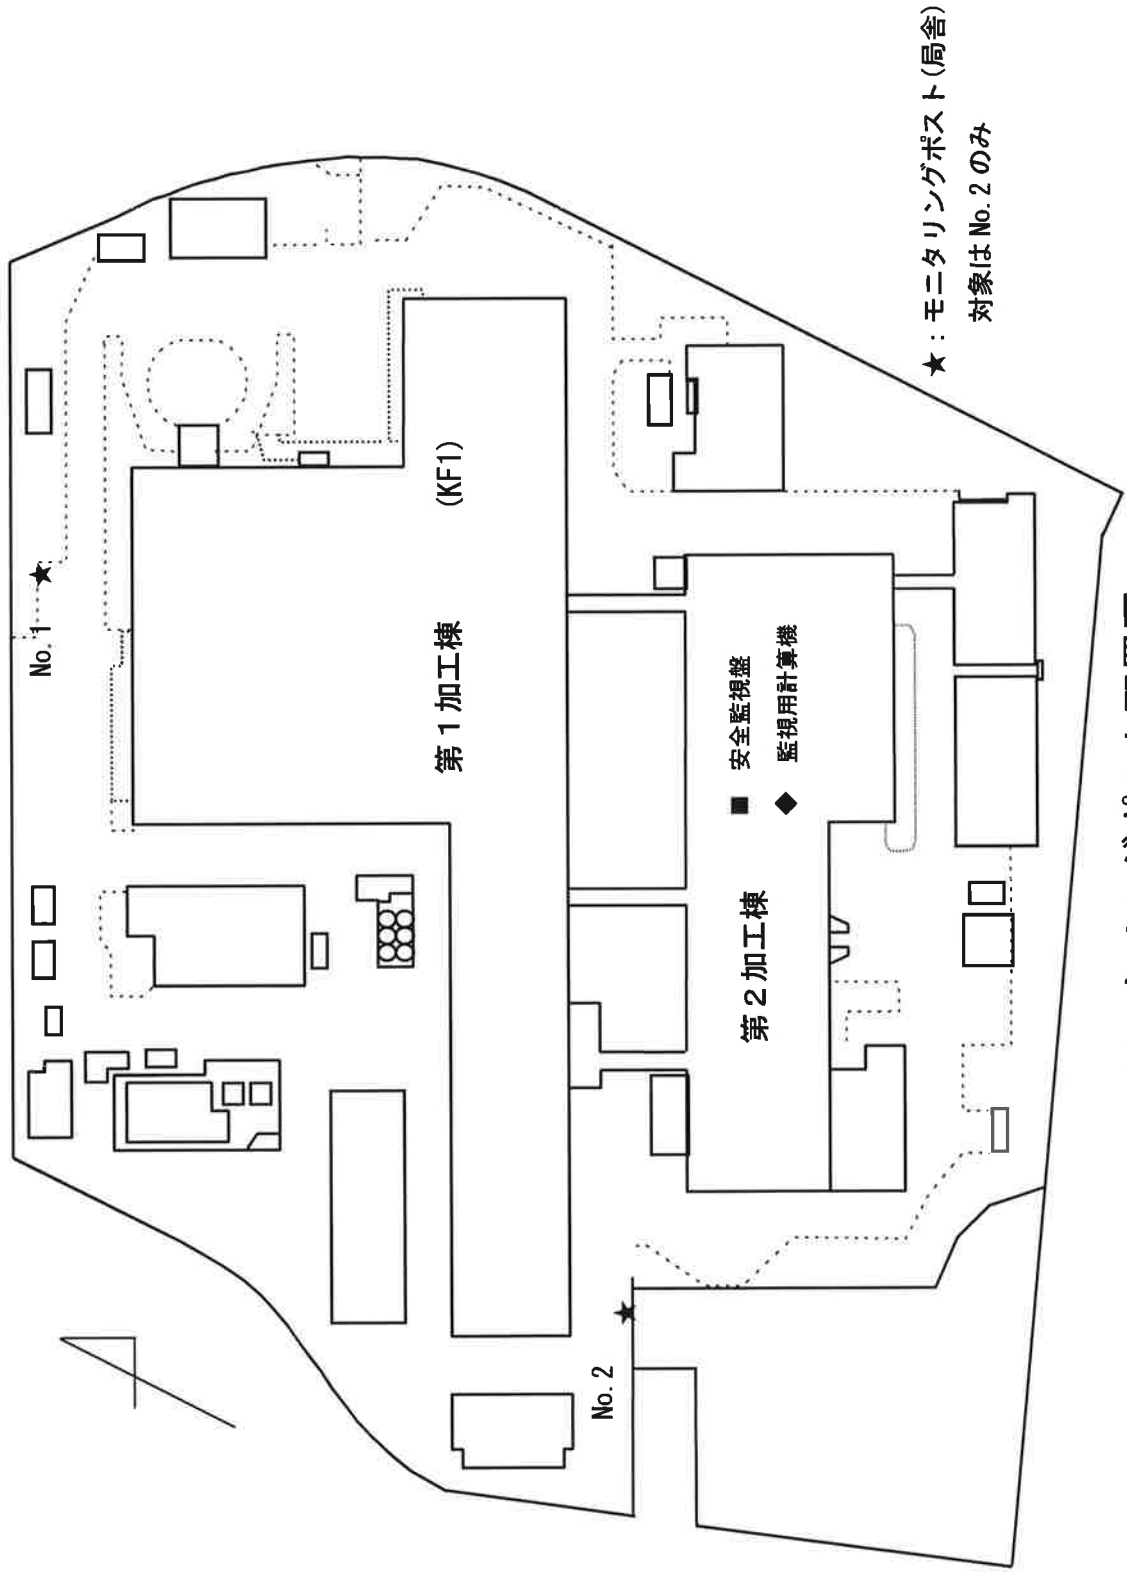 No. 1
(KF1)
第1加工棟
■ 安全監視盤
◆ 監視用計算機
第2加工棟
No. 2
★：モニタリングポスト(局舎)
対象は No. 2 のみ